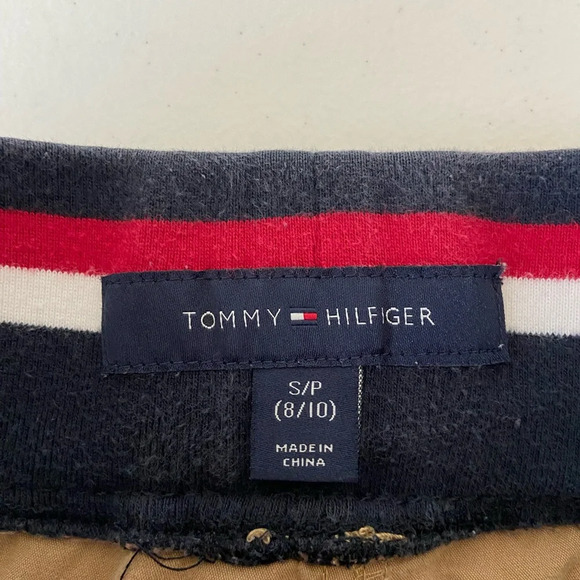 TOMMY HILFIGER
S/P
(8/10)
MADE IN
CHINA